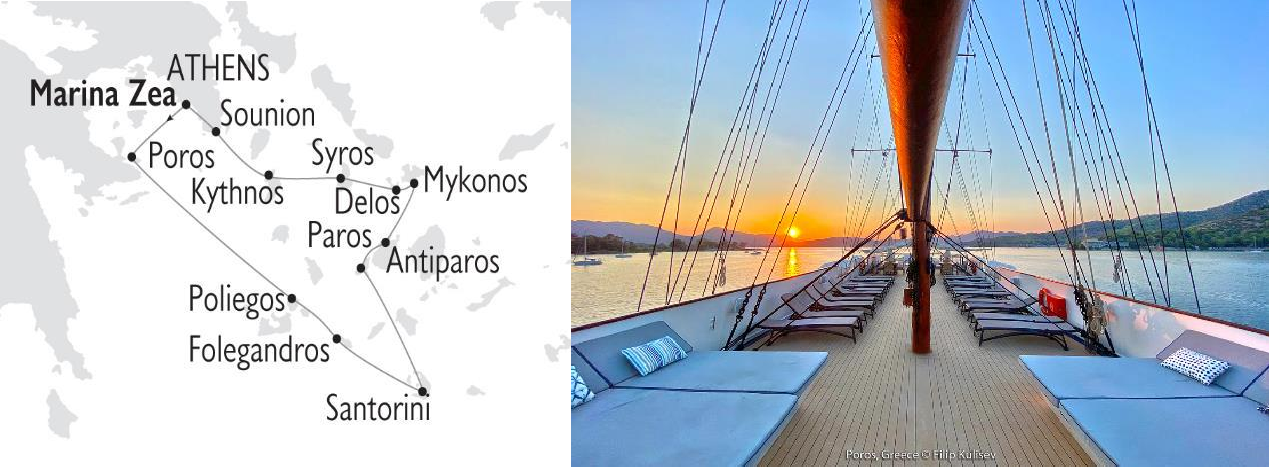 ATHENS
Marina Zea
Sounion
Poros
Syros
Kythnos
Mykonos
Delos
Paros
Antiparos
Poliegos
Folegandros
Santorini
Poros, Greece © Filip Kulisev